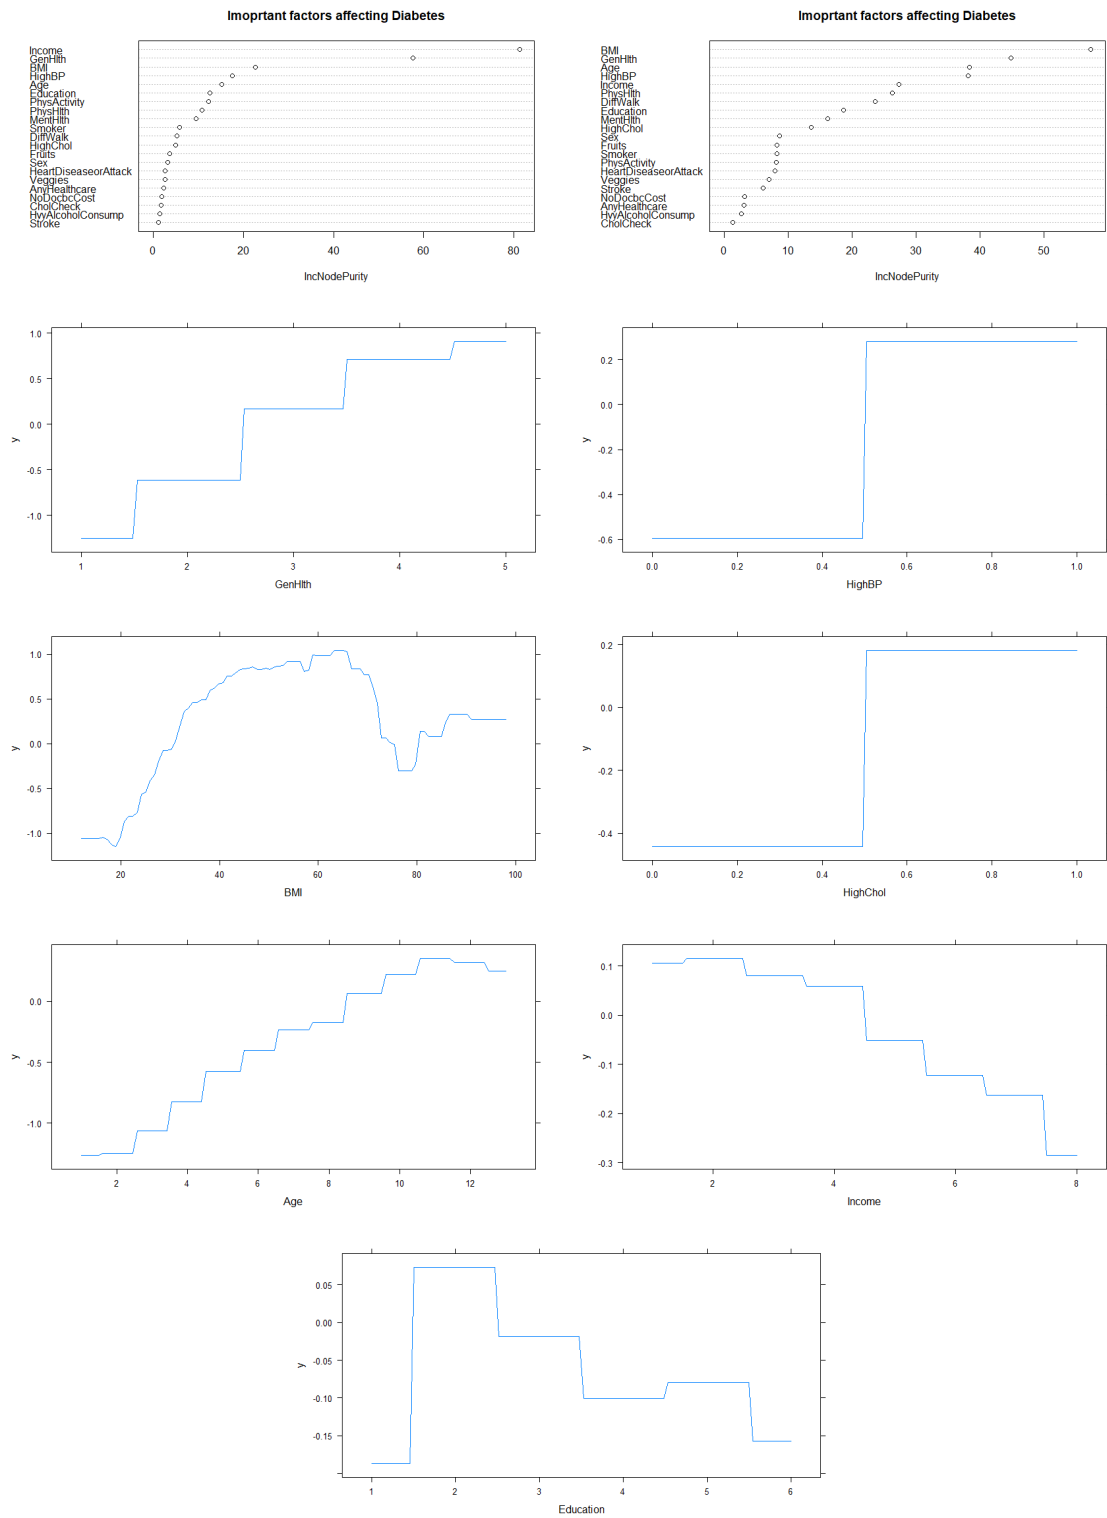 Imoprtant factors affecting Diabetes
Income
GenHlth
BMI
HighBP
Age
Education
PhysActivity
PhysHlth
MentHlth
Smoker
DiffWalk
HighChol
Fruits
Sex
HeartDiseaseorAttack
Veggies
AnyHealthcare
NoDocbcCost
CholCheck
HvyAlcoholConsump
Stroke
0 20 40 60 80
IncNodePurity
Imoprtant factors affecting Diabetes
BMI
GenHlth
Age
HighBP
Income
PhysHlth
DiffWalk
Education
MentHlth
HighChol
Sex
Fruits
Smoker
PhysActivity
HeartDiseaseorAttack
Veggies
Stroke
NoDocbcCost
AnyHealthcare
HvyAlcoholConsump
CholCheck
0 10 20 30 40 50
IncNodePurity
1.0
0.5
0.0
-0.5
-1.0
y
1 2 3 4 5
GenHlth
0.2
0.0
-0.2
-0.4
-0.6
y
0.0 0.2 0.4 0.6 0.8 1.0
HighBP
1.0
0.5
0.0
-0.5
-1.0
y
20 40 60 80 100
BMI
0.2
0.0
-0.2
-0.4
y
0.0 0.2 0.4 0.6 0.8 1.0
HighChol
0.0
-0.5
-1.0
y
2 4 6 8 10 12
Age
0.1
0.0
-0.1
-0.2
-0.3
y
2 4 6 8
Income
0.05
0.00
-0.05
-0.10
-0.15
y
1 2 3 4 5 6
Education